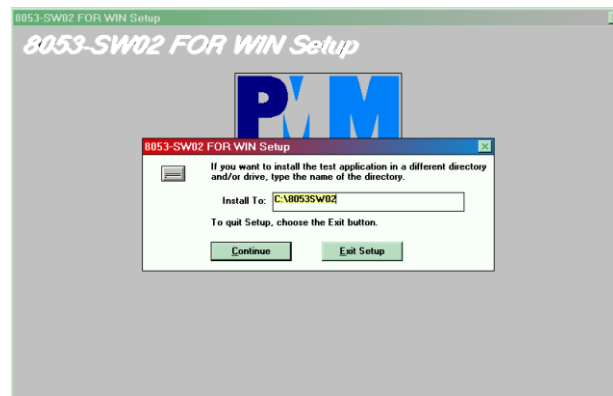 8053-SW02 FOR WIN Setup
8053-SW02 FOR WIN Setup
PMM
8053-SW02 FOR WIN Setup
If you want to install the test application in a different directory
and/or drive, type the name of the directory.
Install To: C:\8053SW02
To quit Setup, choose the Exit button.
Continue Exit Setup